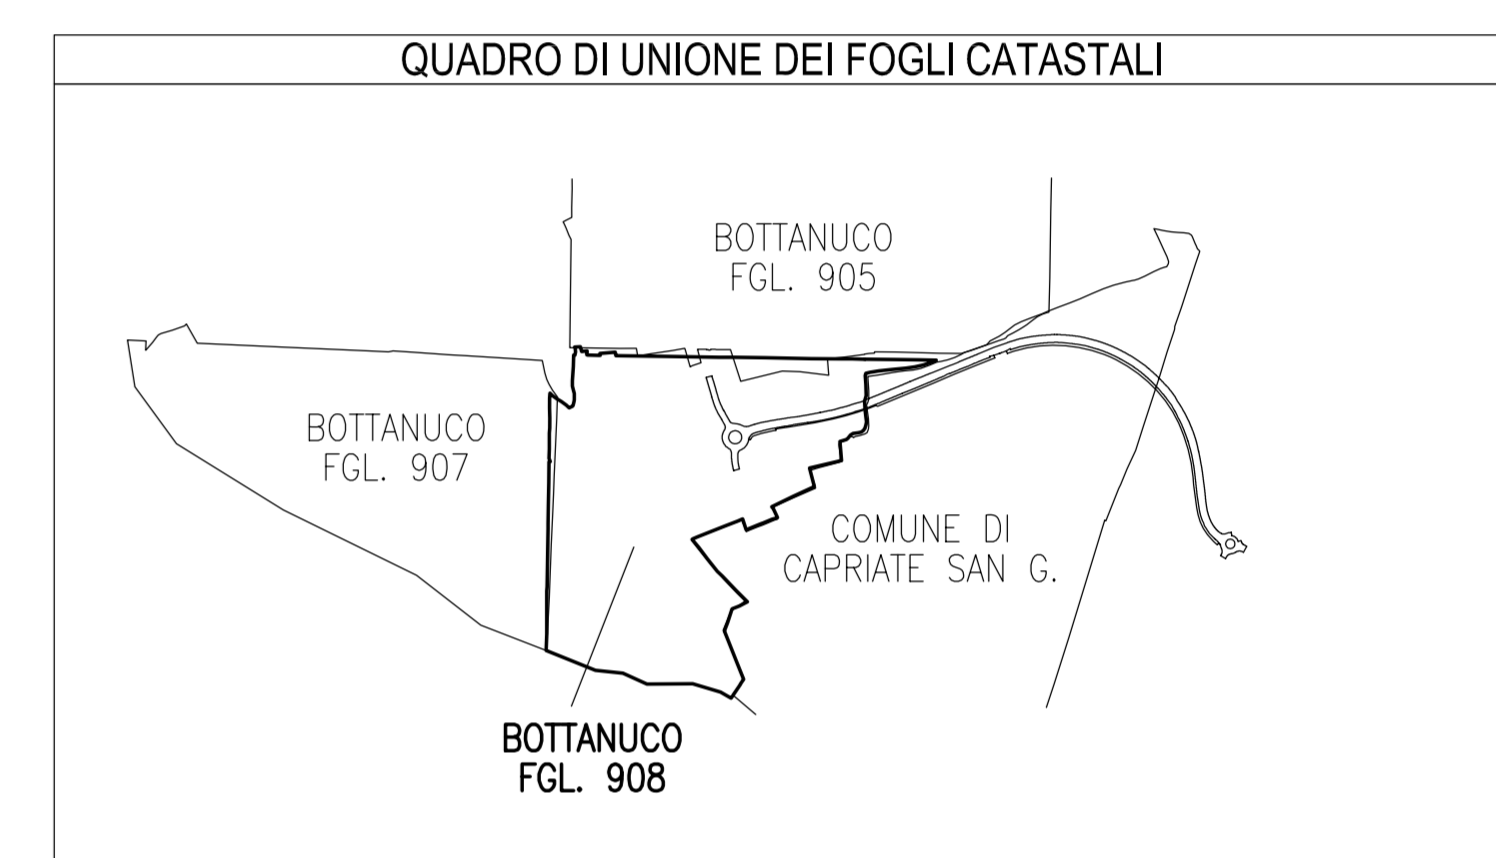 QUADRO DI UNIONE DEI FOGLI CATASTALI
BOTTANUCO
FGL. 905
BOTTANUCO
FGL. 907
COMUNE DI
CAPRIATE SAN G.
BOTTANUCO
FGL. 908